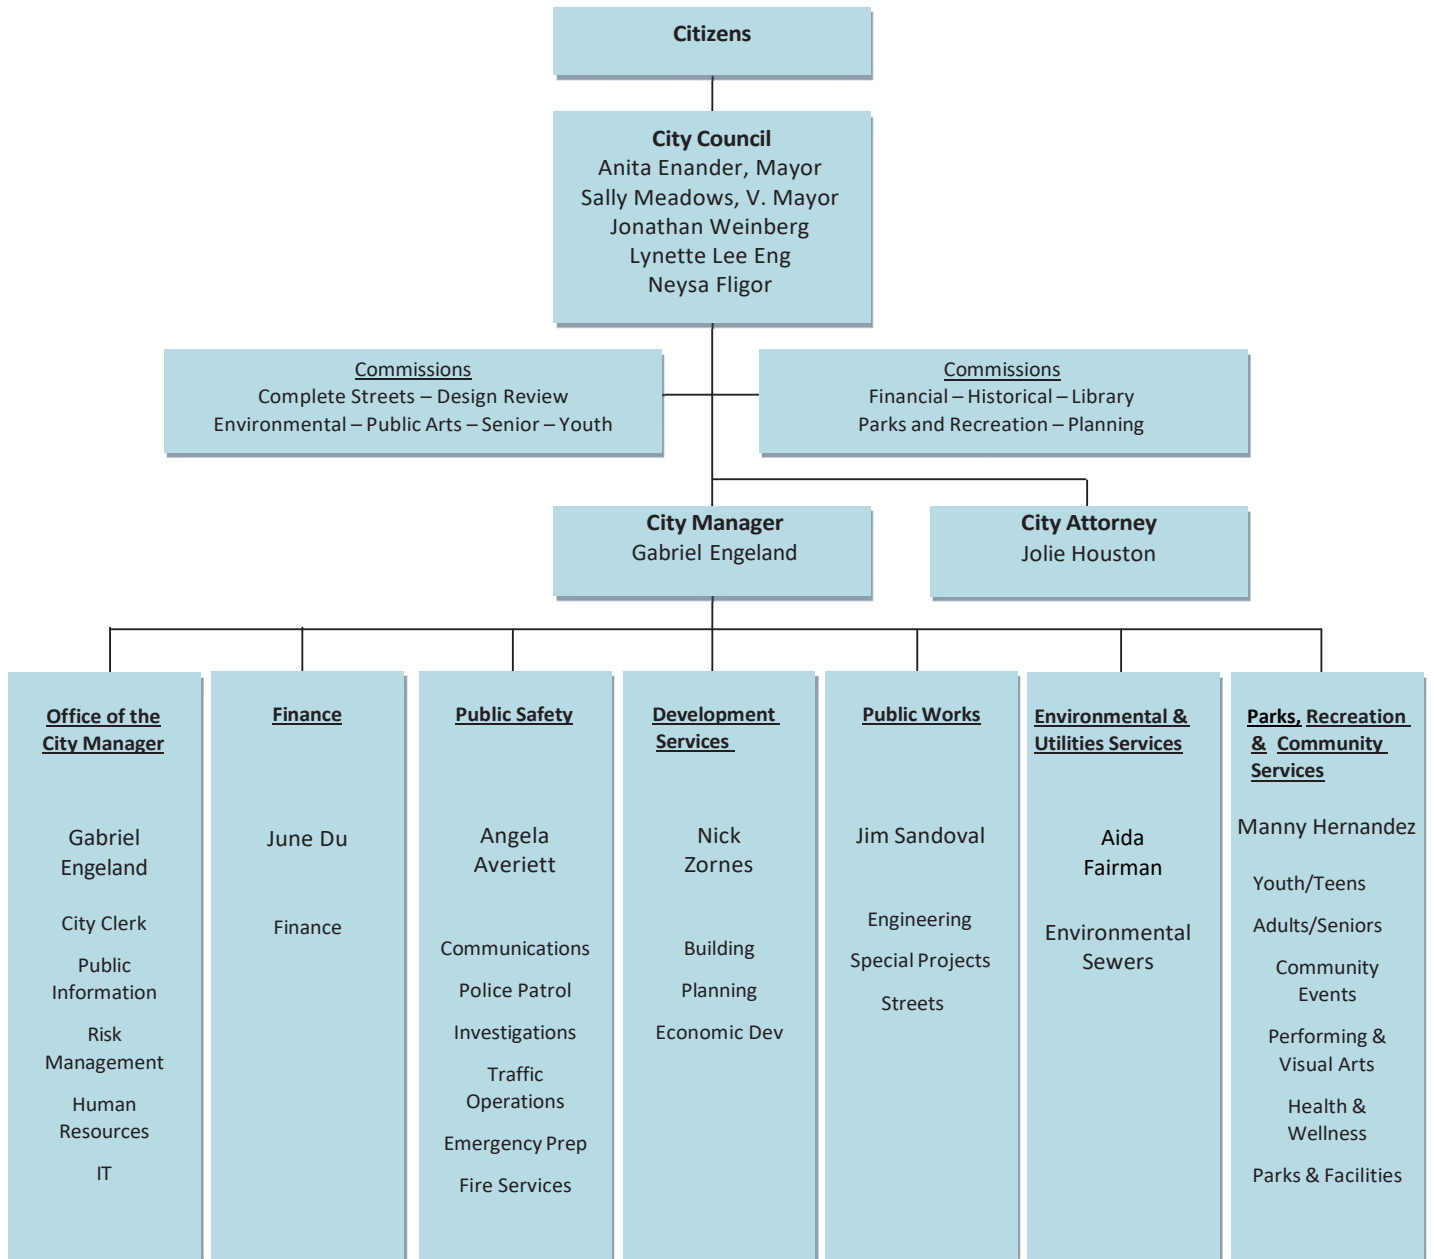 Citizens
City Council
Anita Enander, Mayor
Sally Meadows, V. Mayor
Jonathan Weinberg
Lynette Lee Eng
Neysa Fligor
Commissions
Complete Streets – Design Review
Environmental – Public Arts – Senior – Youth
Commissions
Financial – Historical – Library
Parks and Recreation – Planning
City Manager
Gabriel Engeland
City Attorney
Jolie Houston
Office of the
City Manager
Gabriel
Engeland
City Clerk
Public
Information
Risk
Management
Human
Resources
IT
Finance
June Du
Finance
Public Safety
Angela
Averiett
Communications
Police Patrol
Investigations
Traffic
Operations
Emergency Prep
Fire Services
Development
Services
Nick
Zornes
Building
Planning
Economic Dev
Public Works
Jim Sandoval
Engineering
Special Projects
Streets
Environmental &
Utilities Services
Aida
Fairman
Environmental
Sewers
Parks, Recreation
& Community
Services
Manny Hernandez
Youth/Teens
Adults/Seniors
Community
Events
Performing &
Visual Arts
Health &
Wellness
Parks & Facilities